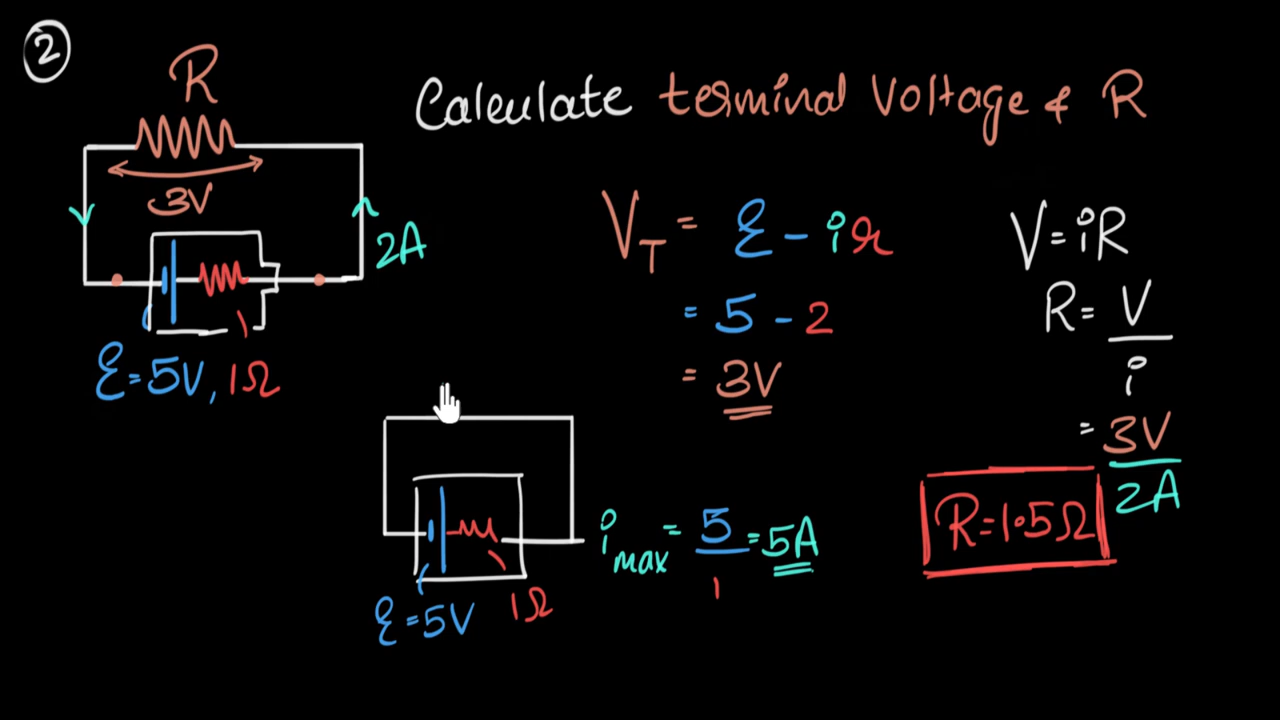 2
R
Calculate terminal Voltage & R
3V
2A
ε=5V, 1Ω
V_T = ε - ir
= 5 - 2
= 3V
V=iR
R= V/i
= 3V/2A
R=1.5Ω
i_max = 5/1 = 5A
ε=5V 1Ω